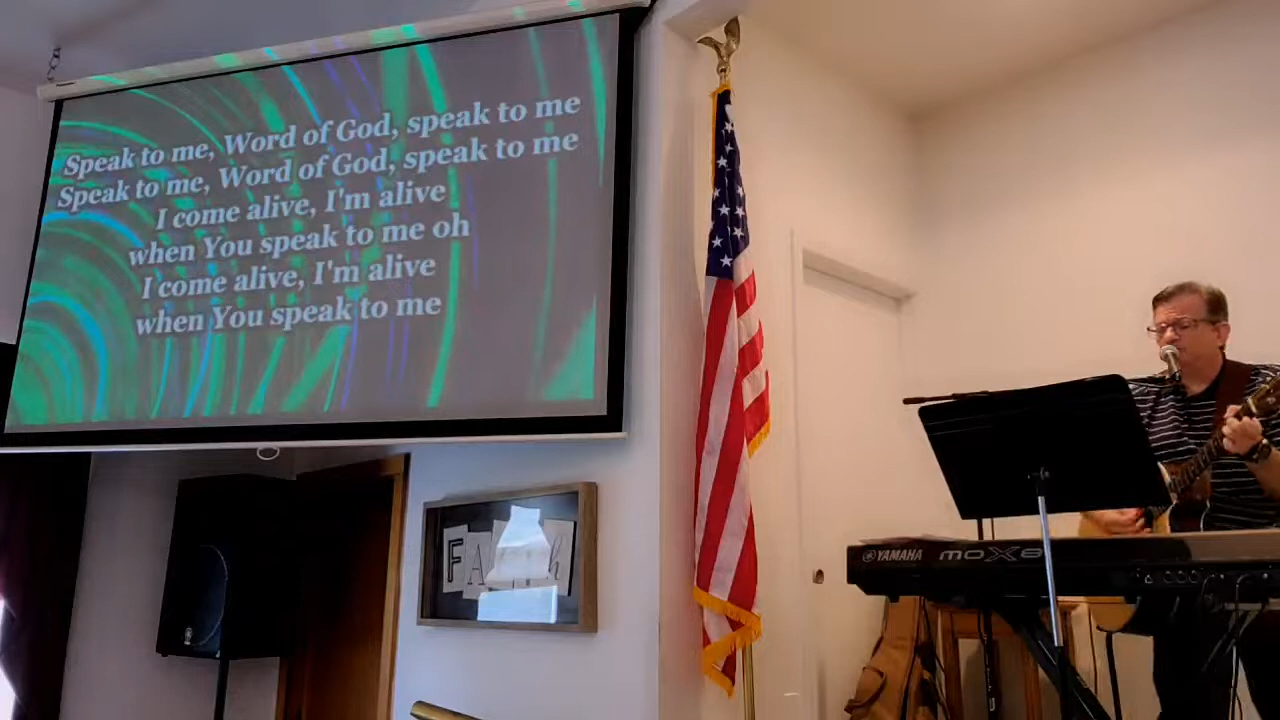 Speak to me, Word of God, speak to me
Speak to me, Word of God, speak to me
I come alive, I'm alive
when You speak to me oh
I come alive, I'm alive
when You speak to me
YAMAHA moX8